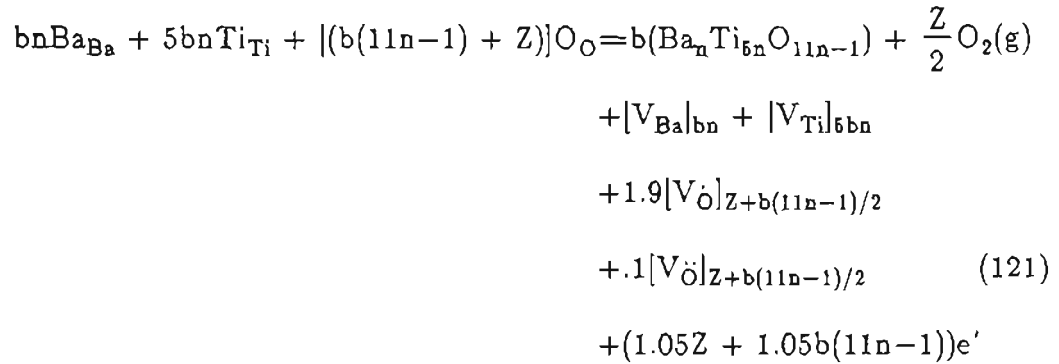 bnBa_Ba + 5bnTi_Ti + |(b(11n−1) + Z)]O_O=b(Ba_nTi_5nO_11n−1) + Z/2 O_2(g)
+[V_Ba]_bn + [V_Ti]_5bn
+1.9[V_Ȯ]_Z+b(11n−1)/2
+.1[V_Ö]_Z+b(11n−1)/2 (121)
+(1.05Z + 1.05b(11n−1))e′